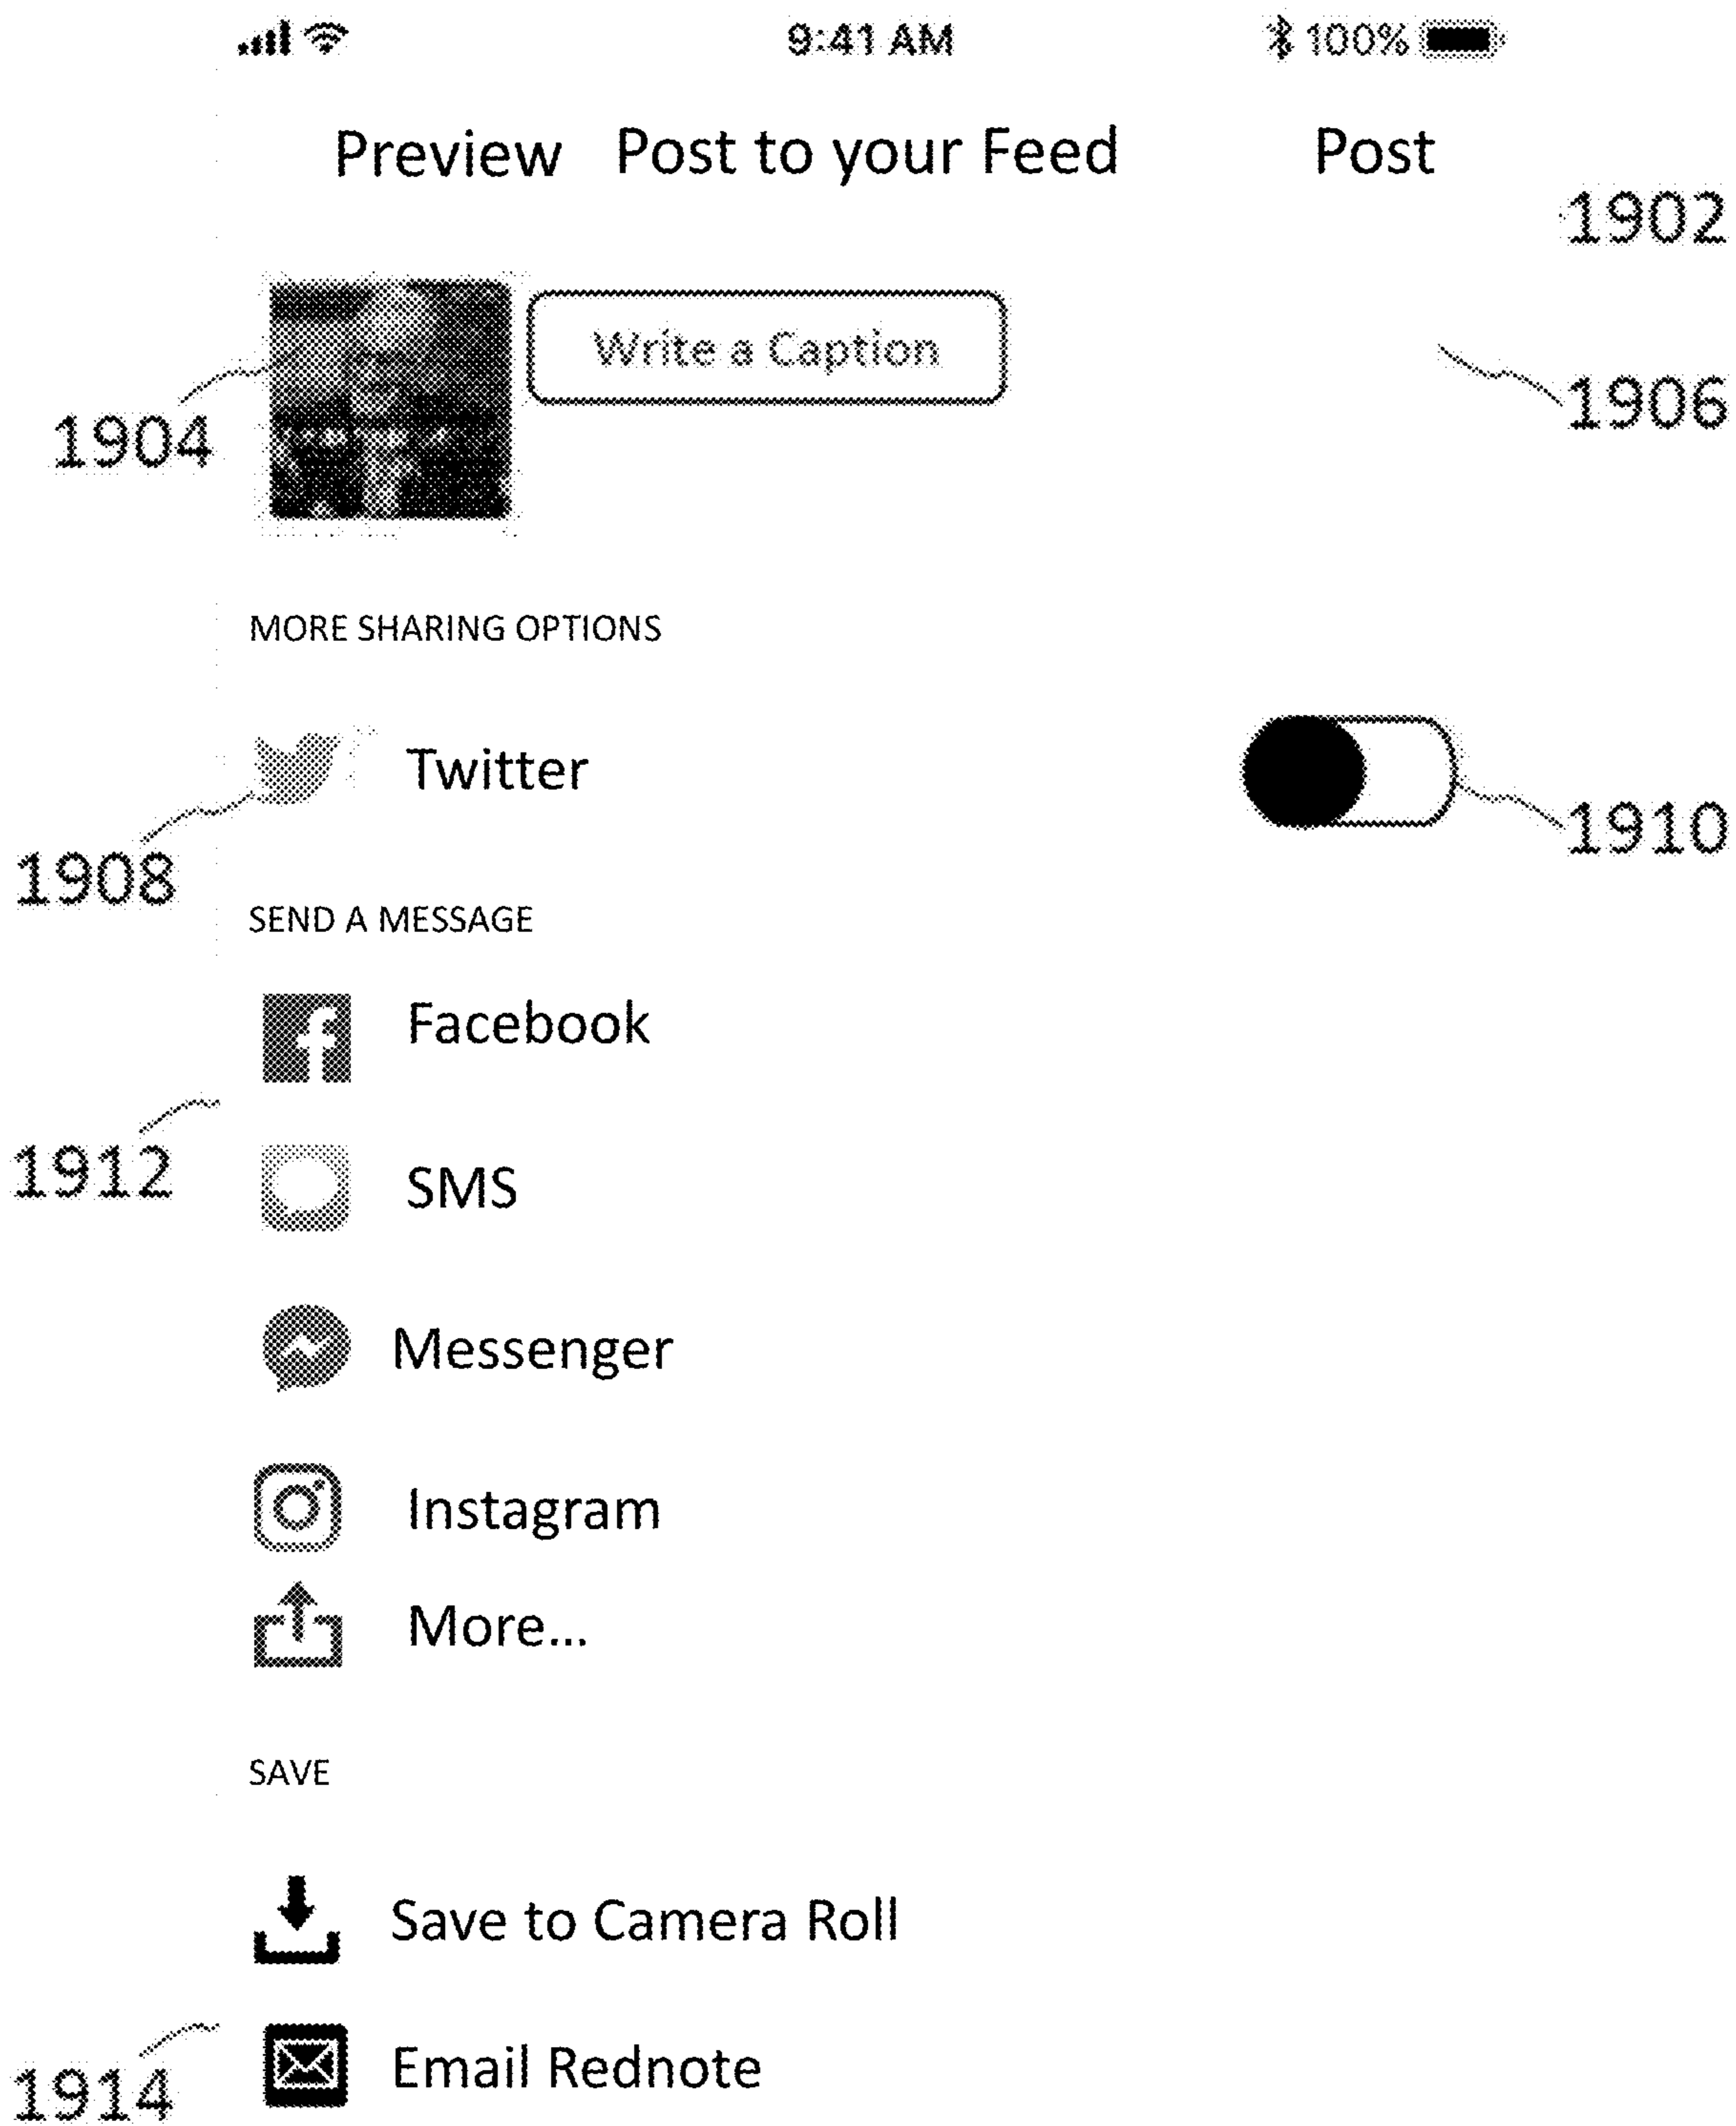 9:41 AM 100%
Preview Post to your Feed Post
1902
Write a Caption
1906
1904
MORE SHARING OPTIONS
Twitter
1910
1908
SEND A MESSAGE
Facebook
1912
SMS
Messenger
Instagram
More...
SAVE
Save to Camera Roll
Email Rednote
1914